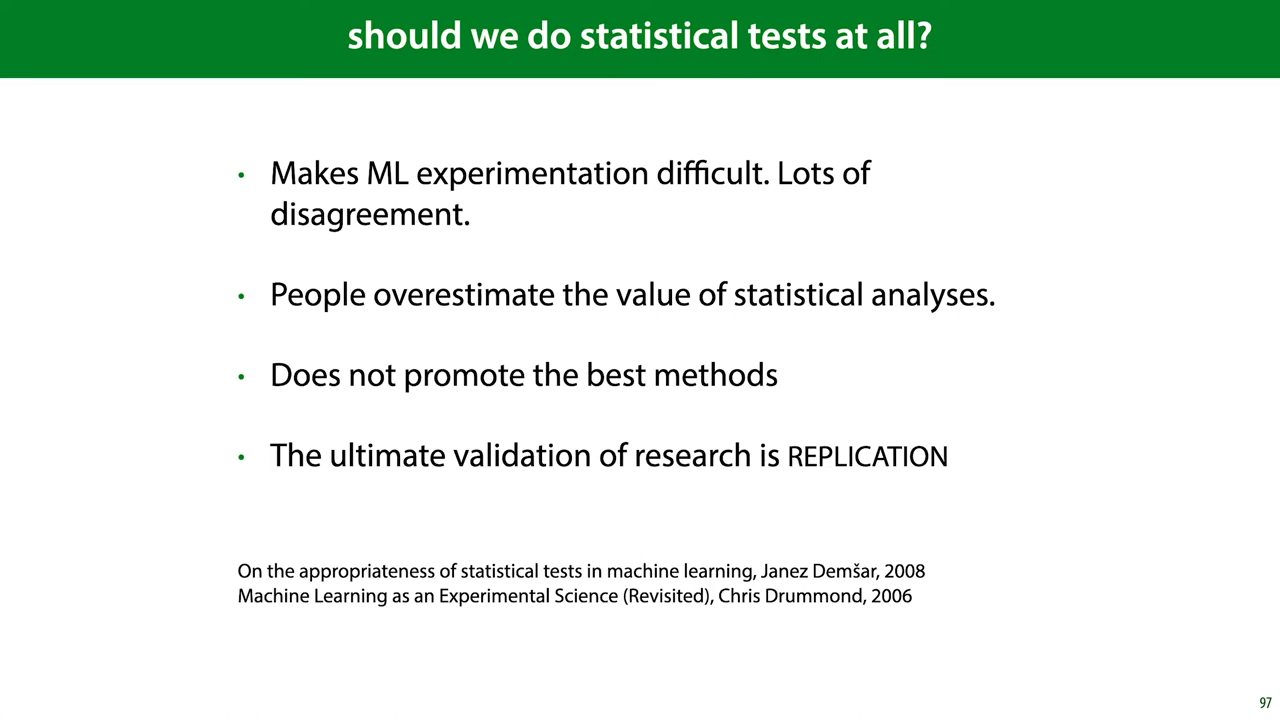 should we do statistical tests at all?
• Makes ML experimentation difficult. Lots of
disagreement.
• People overestimate the value of statistical analyses.
• Does not promote the best methods
• The ultimate validation of research is REPLICATION
On the appropriateness of statistical tests in machine learning, Janez Demšar, 2008
Machine Learning as an Experimental Science (Revisited), Chris Drummond, 2006
97